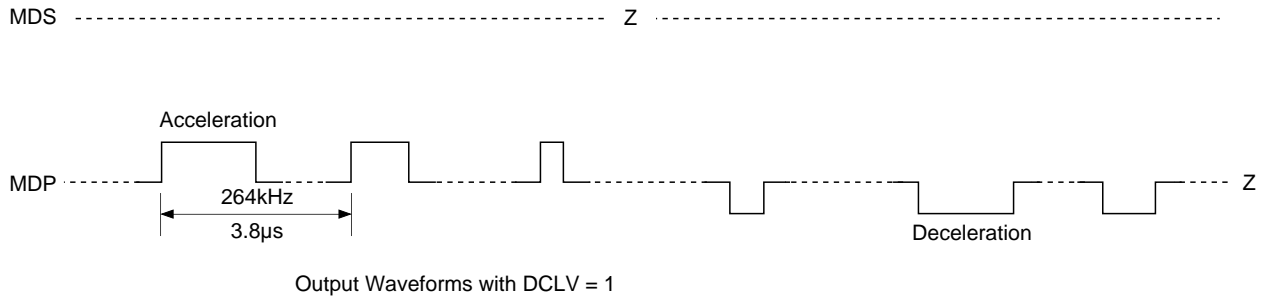 MDS Z
Acceleration
MDP Z
264kHz
3.8µs
Deceleration
Output Waveforms with DCLV = 1